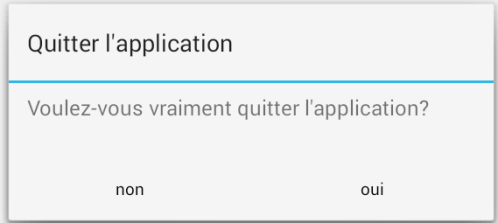 Quitter l'application
Voulez-vous vraiment quitter l'application?
non oui